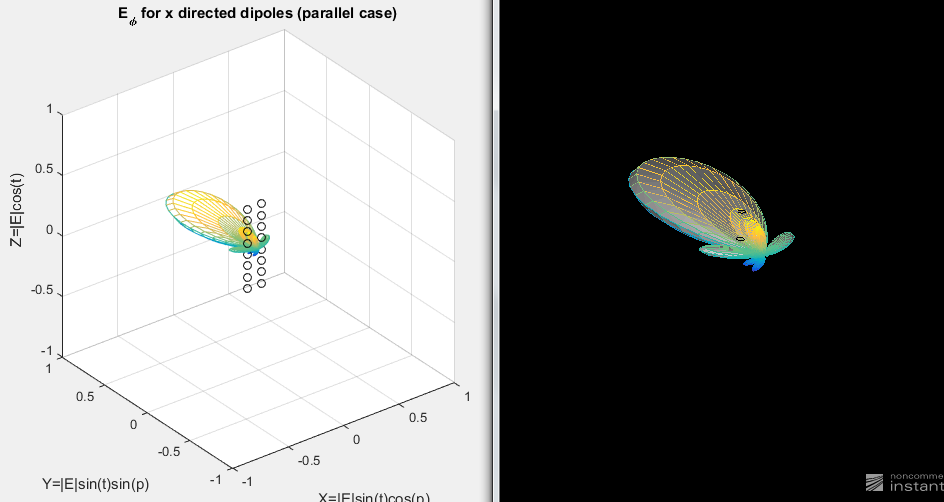 E_ϕ for x directed dipoles (parallel case)
Z=|E|cos(t)
1
0.5
0
-0.5
-1
1
0.5
0
-0.5
-1
Y=|E|sin(t)sin(p)
-1
-0.5
0
0.5
1
X=|E|sin(t)cos(p)
noncomme
instant